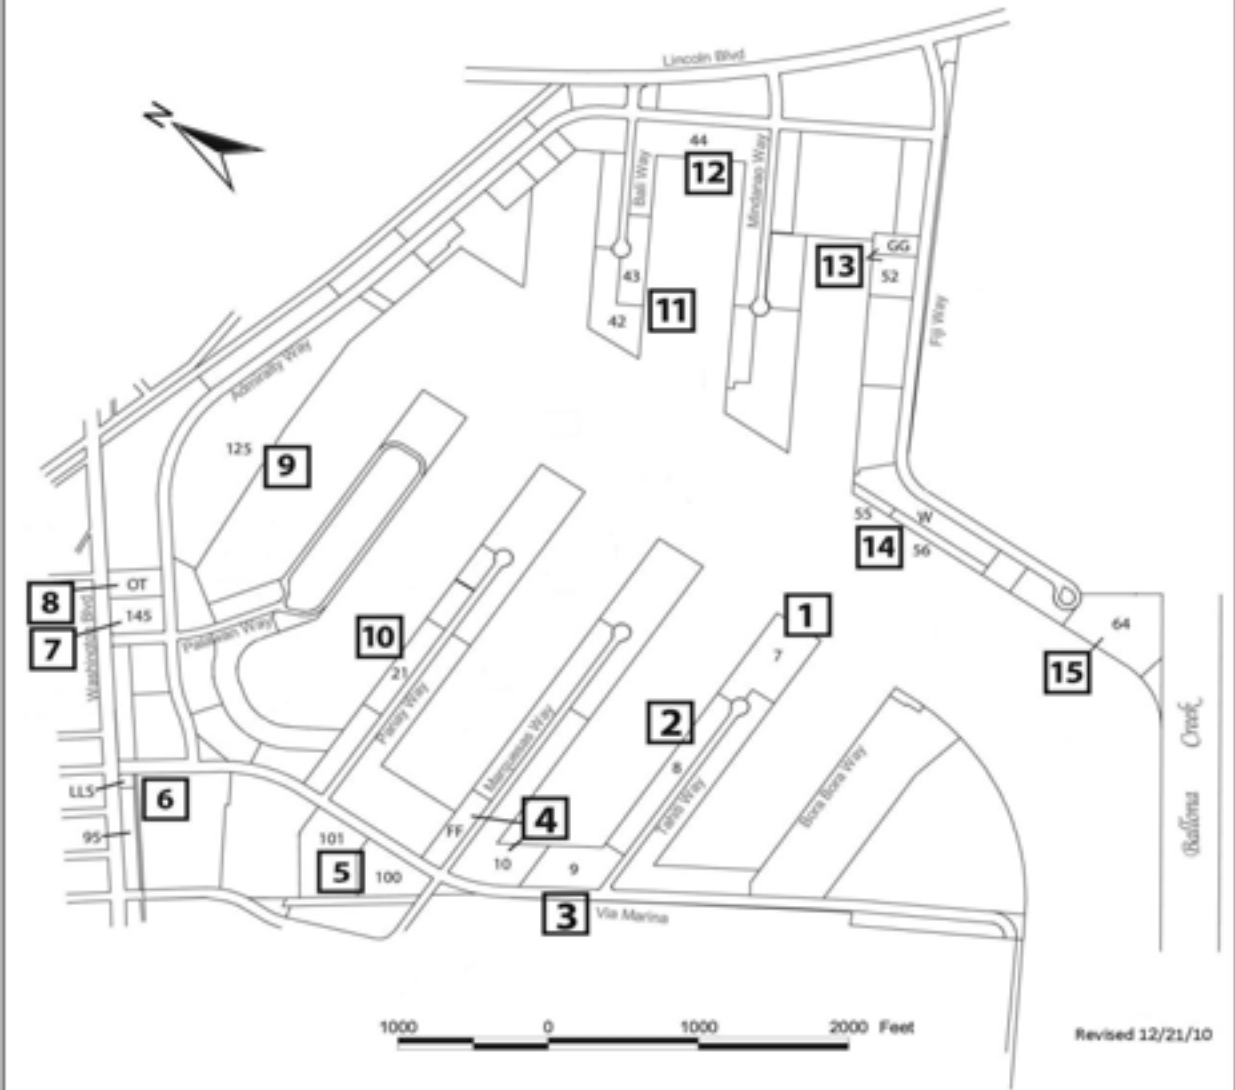 Lincoln Blvd
N
44
12
Bali Way
Mindanao Way
GG
13
52
43
11
42
Fiji Way
Admiralty Way
125
9
55
W
14
56
OT
8
145
7
Washington Blvd
Palawan Way
10
21
Panay Way
1
7
64
15
2
8
Marquesas Way
Tahiti Way
Bora Bora Way
Ballona Creek
LLS
6
95
FF
4
101
5
100
10
9
3
Via Marina
1000 0 1000 2000 Feet
Revised 12/21/10